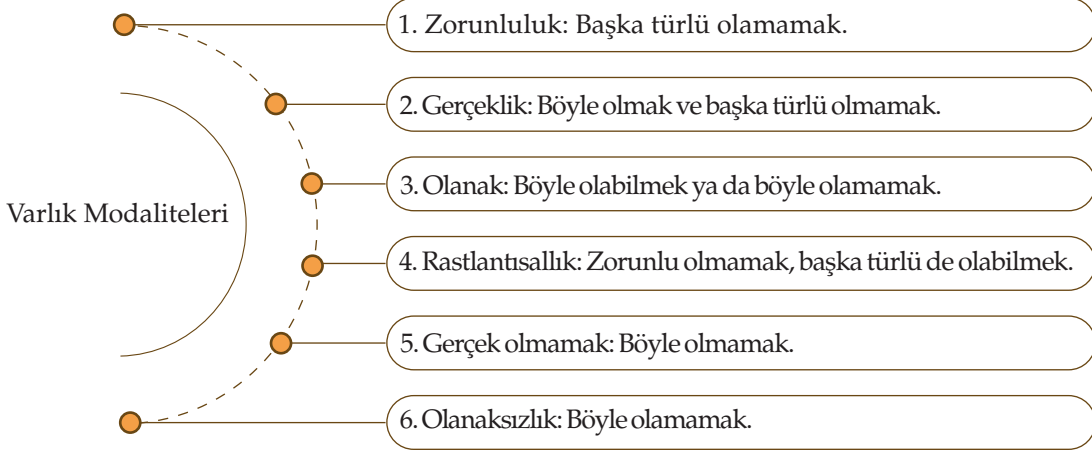 1. Zorunluluk: Başka türlü olamamak.
2. Gerçeklik: Böyle olmak ve başka türlü olmamak.
3. Olanak: Böyle olabilmek ya da böyle olamamak.
Varlık Modaliteleri
4. Rastlantısallık: Zorunlu olmamak, başka türlü de olabilmek.
5. Gerçek olmamak: Böyle olmamak.
6. Olanaksızlık: Böyle olamamak.